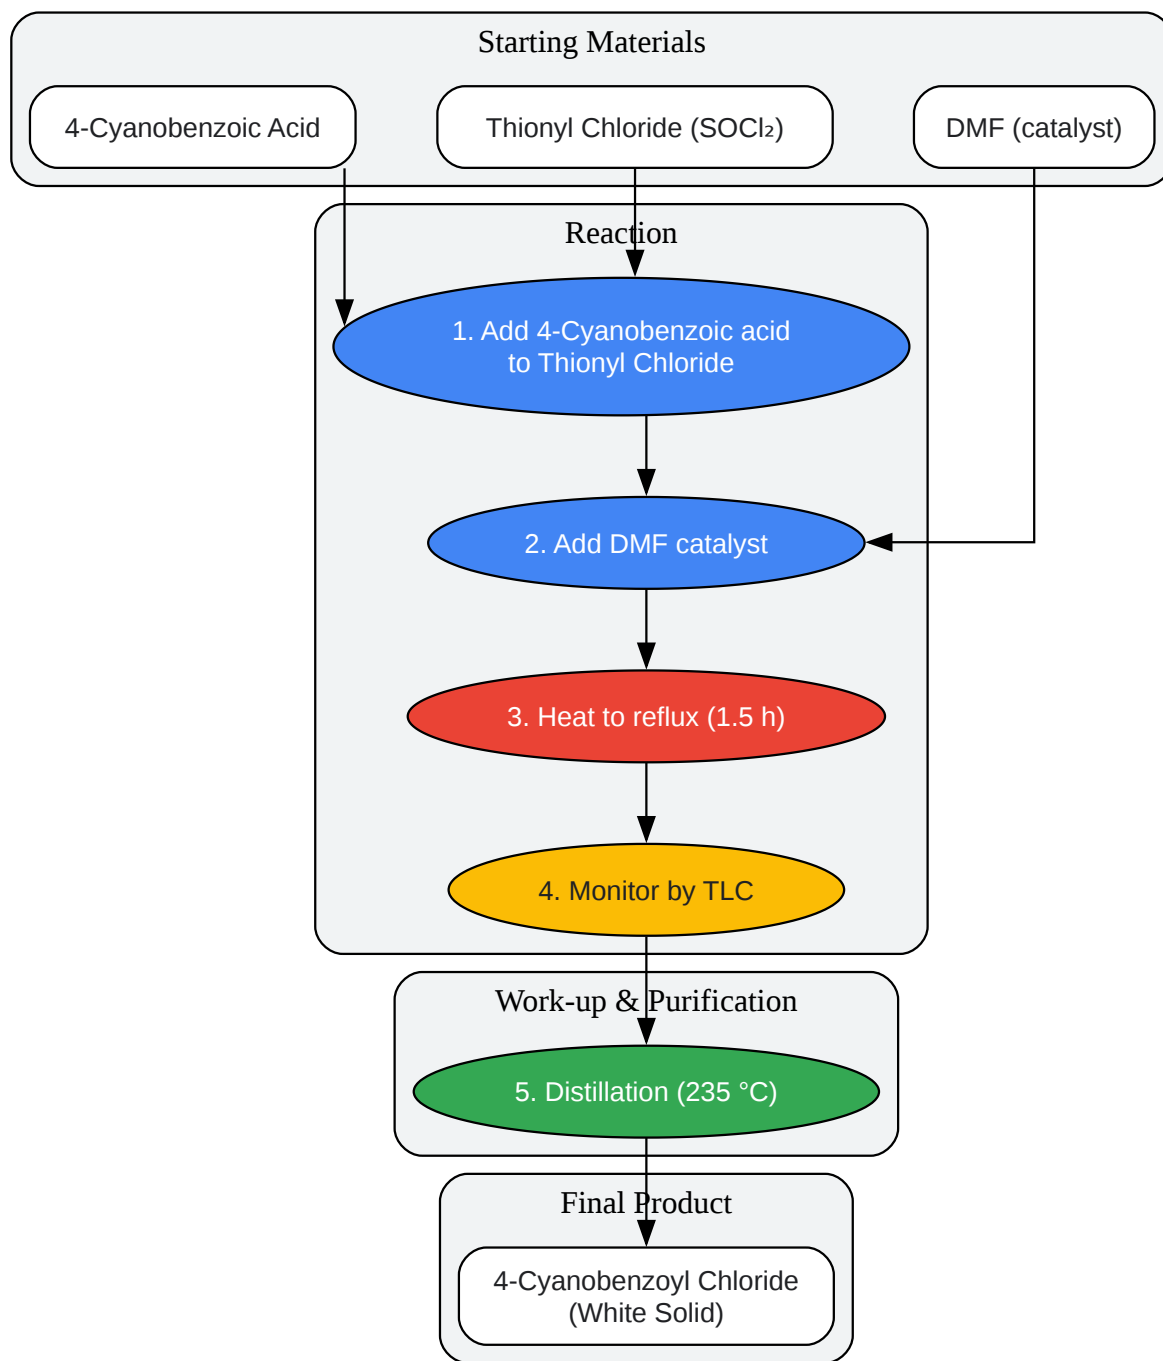 Starting Materials
4-Cyanobenzoic Acid
Thionyl Chloride (SOCl₂)
DMF (catalyst)
Reaction
1. Add 4-Cyanobenzoic acid
to Thionyl Chloride
2. Add DMF catalyst
3. Heat to reflux (1.5 h)
4. Monitor by TLC
Work-up & Purification
5. Distillation (235 °C)
Final Product
4-Cyanobenzoyl Chloride
(White Solid)